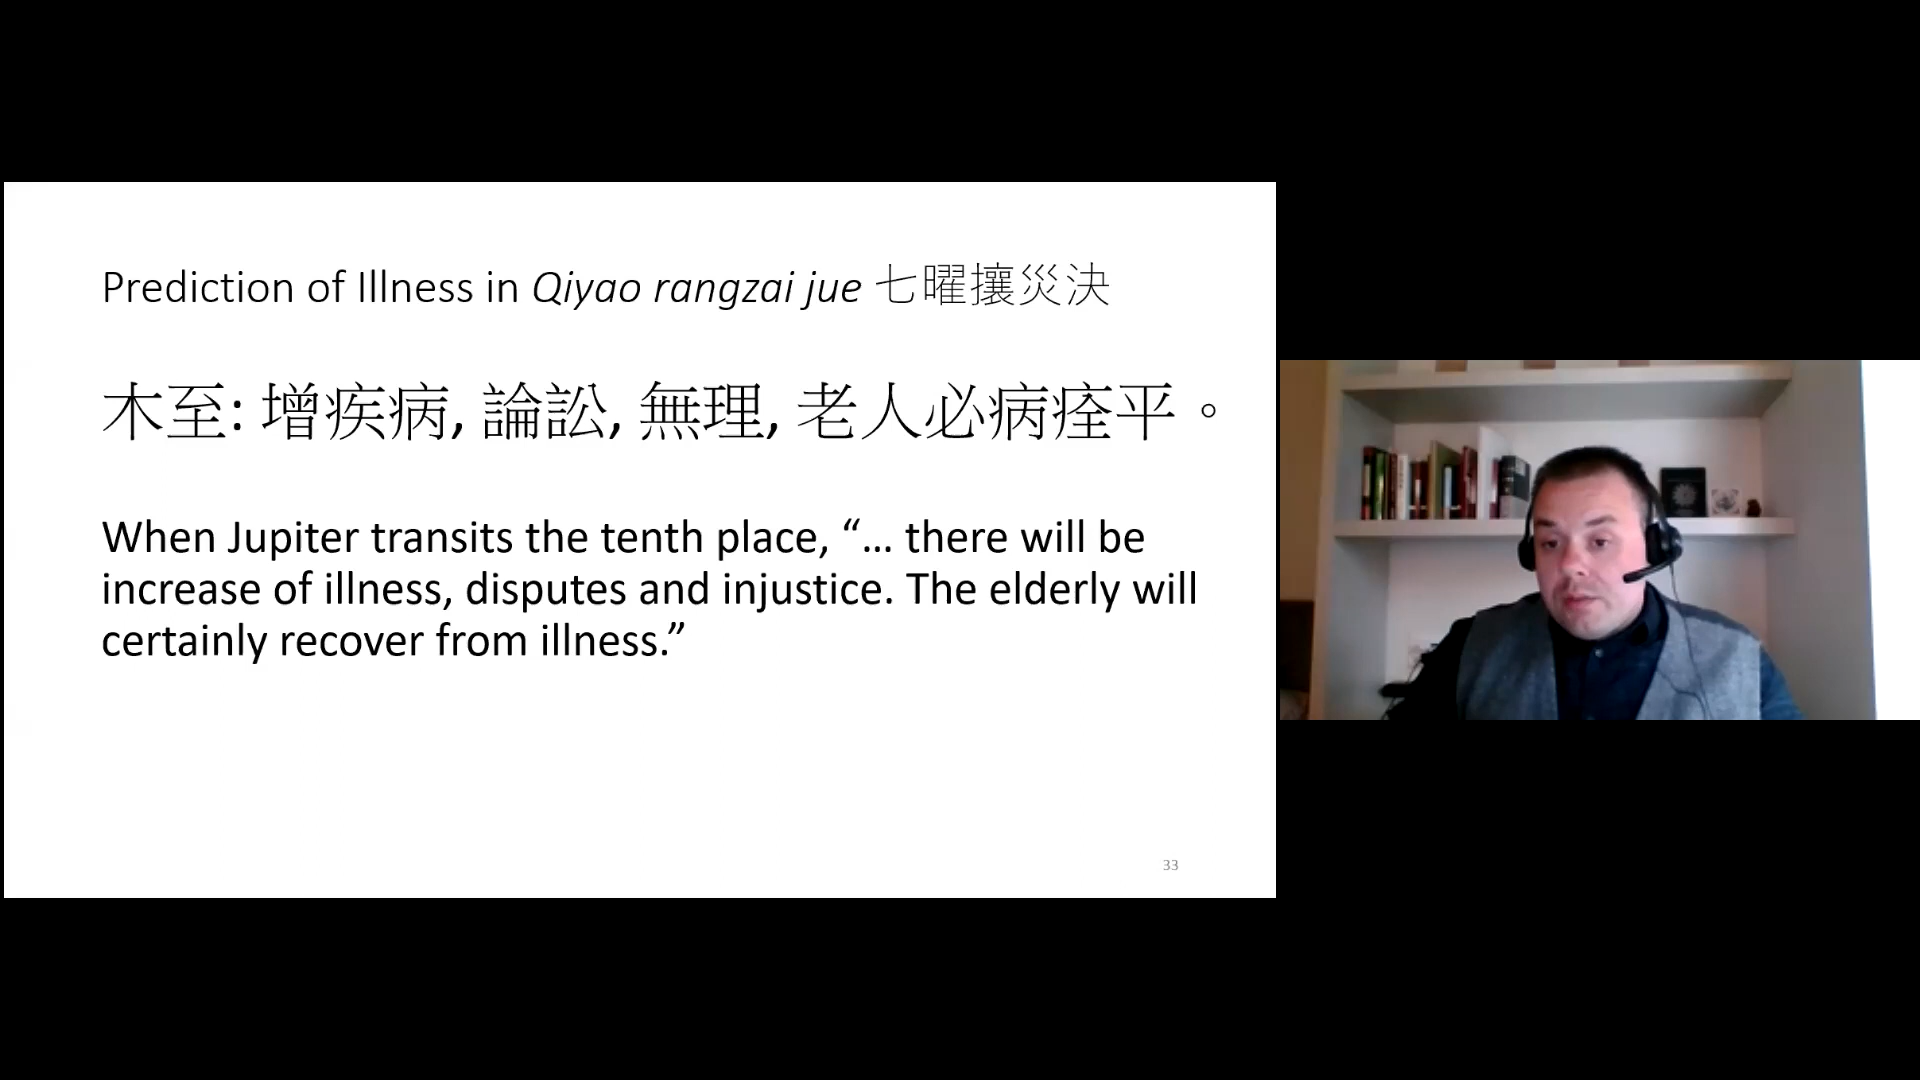 Prediction of Illness in Qiyao rangzai jue 七曜攘災決
木至: 增疾病, 論訟, 無理, 老人必病痊平。
When Jupiter transits the tenth place, “… there will be
increase of illness, disputes and injustice. The elderly will
certainly recover from illness.”
33